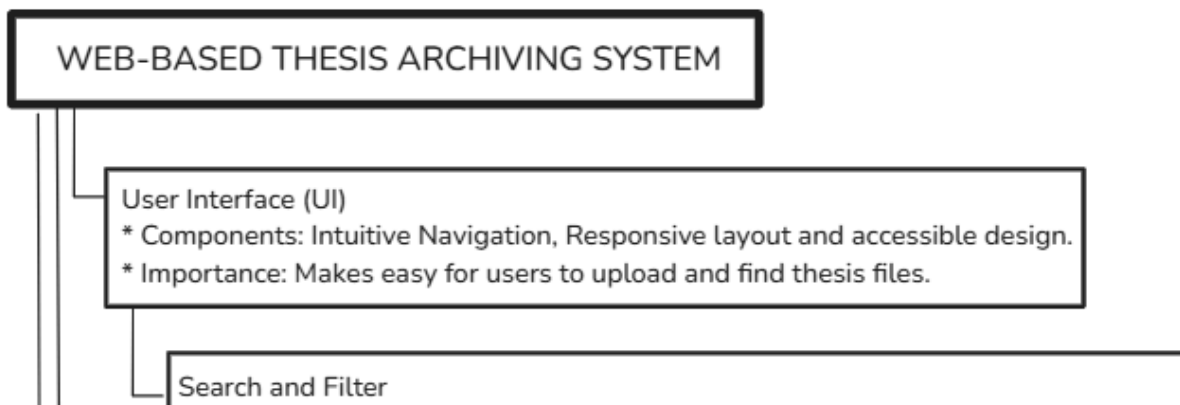 WEB-BASED THESIS ARCHIVING SYSTEM
User Interface (UI)
* Components: Intuitive Navigation, Responsive layout and accessible design.
* Importance: Makes easy for users to upload and find thesis files.
Search and Filter